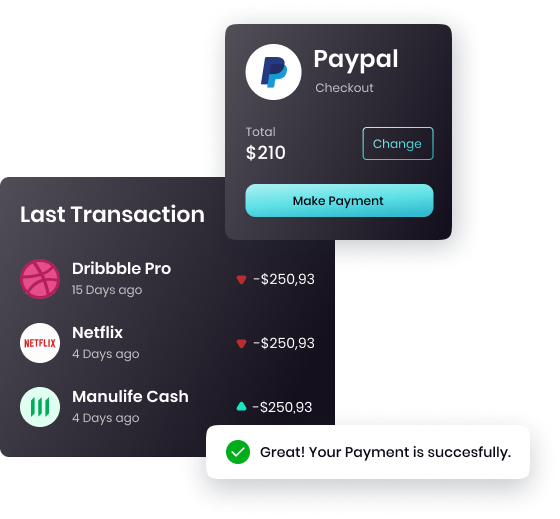 Paypal
Checkout
Total
$210
Change
Make Payment
Last Transaction
Dribbble Pro
15 Days ago
-$250,93
NETFLIX
Netflix
4 Days ago
-$250,93
Manulife Cash
4 Days ago
-$250,93
Great! Your Payment is succesfully.